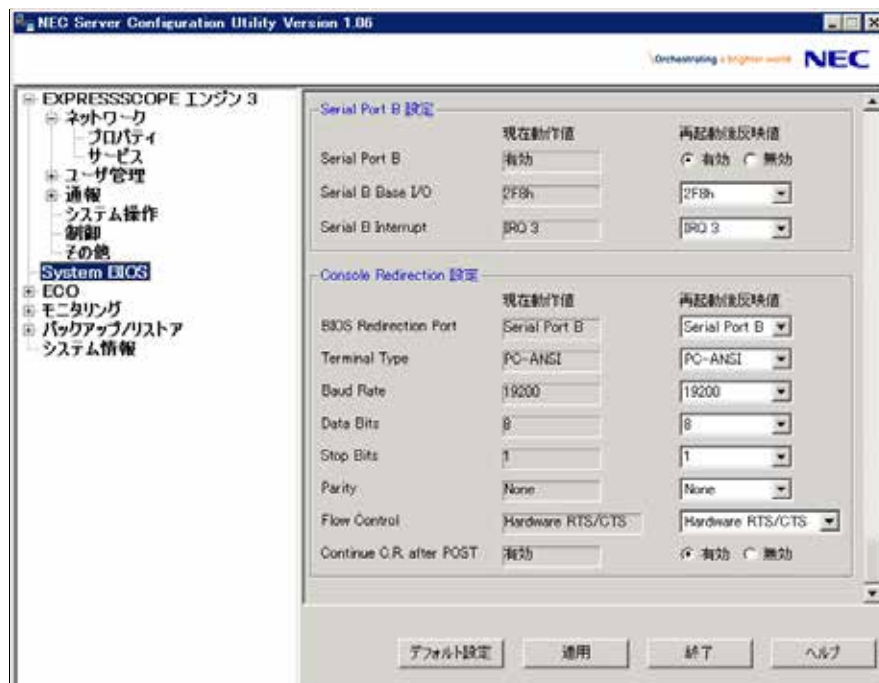 NEC Server Configuration Utility Version 1.06
Orchestrating a brighter world NEC
EXPRESSSCOPE エンジン 3
ネットワーク
プロパティ
サービス
ユーザ管理
通報
システム操作
制御
その他
System BIOS
ECO
モニタリング
バックアップ/リストア
システム情報
Serial Port B 設定
現在動作値 再起動後反映値
Serial Port B 有効 有効 無効
Serial B Base I/O 2F8h 2F8h
Serial B Interrupt IRQ 3 IRQ 3
Console Redirection 設定
現在動作値 再起動後反映値
BIOS Redirection Port Serial Port B Serial Port B
Terminal Type PC-ANSI PC-ANSI
Baud Rate 19200 19200
Data Bits 8 8
Stop Bits 1 1
Parity None None
Flow Control Hardware RTS/CTS Hardware RTS/CTS
Continue C.R. after POST 有効 有効 無効
デフォルト設定 適用 終了 ヘルプ